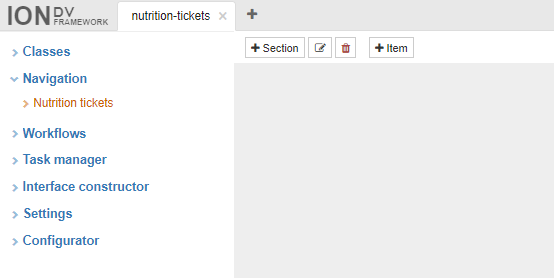 ION DV FRAMEWORK
nutrition-tickets × +
+ Section
+ Item
Classes
Navigation
Nutrition tickets
Workflows
Task manager
Interface constructor
Settings
Configurator